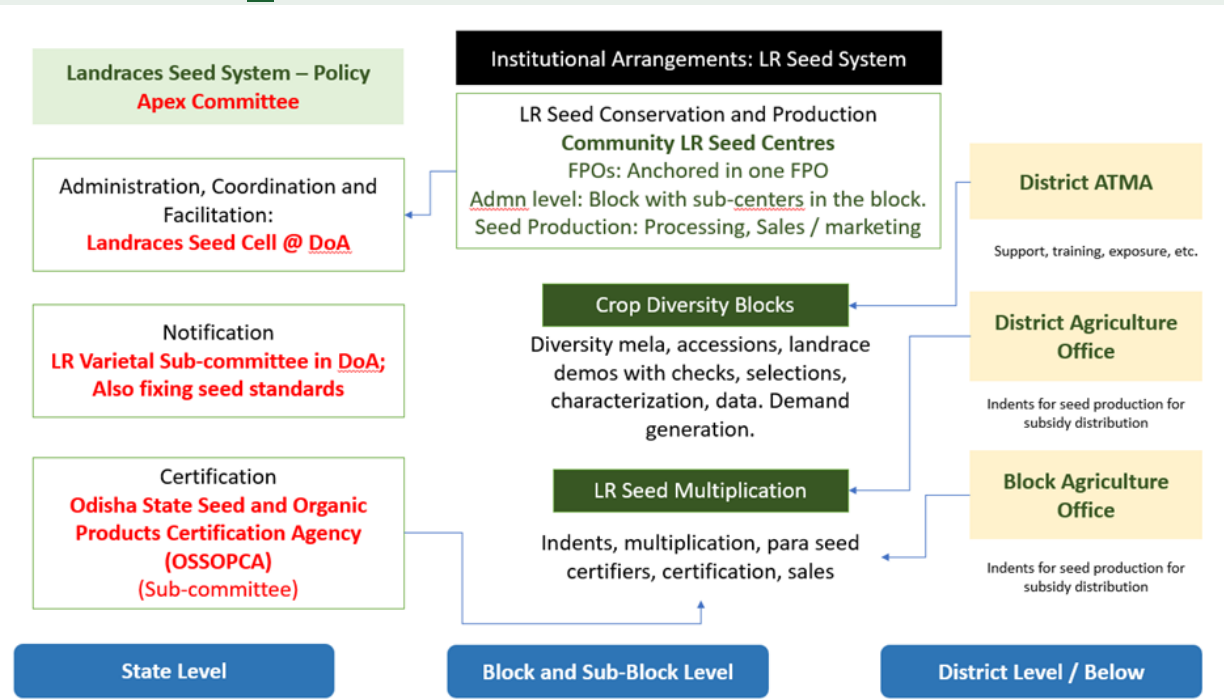 Institutional Arrangements: LR Seed System
Landraces Seed System – Policy
Apex Committee
Administration, Coordination and
Facilitation:
Landraces Seed Cell @ DoA
Notification
LR Varietal Sub-committee in DoA;
Also fixing seed standards
Certification
Odisha State Seed and Organic
Products Certification Agency
(OSSOPCA)
(Sub-committee)
State Level
LR Seed Conservation and Production
Community LR Seed Centres
FPOs: Anchored in one FPO
Admn level: Block with sub-centers in the block.
Seed Production: Processing, Sales / marketing
Crop Diversity Blocks
Diversity mela, accessions, landrace
demos with checks, selections,
characterization, data. Demand
generation.
LR Seed Multiplication
Indents, multiplication, para seed
certifiers, certification, sales
Block and Sub-Block Level
District ATMA
Support, training, exposure, etc.
District Agriculture
Office
Indents for seed production for
subsidy distribution
Block Agriculture
Office
Indents for seed production for
subsidy distribution
District Level / Below